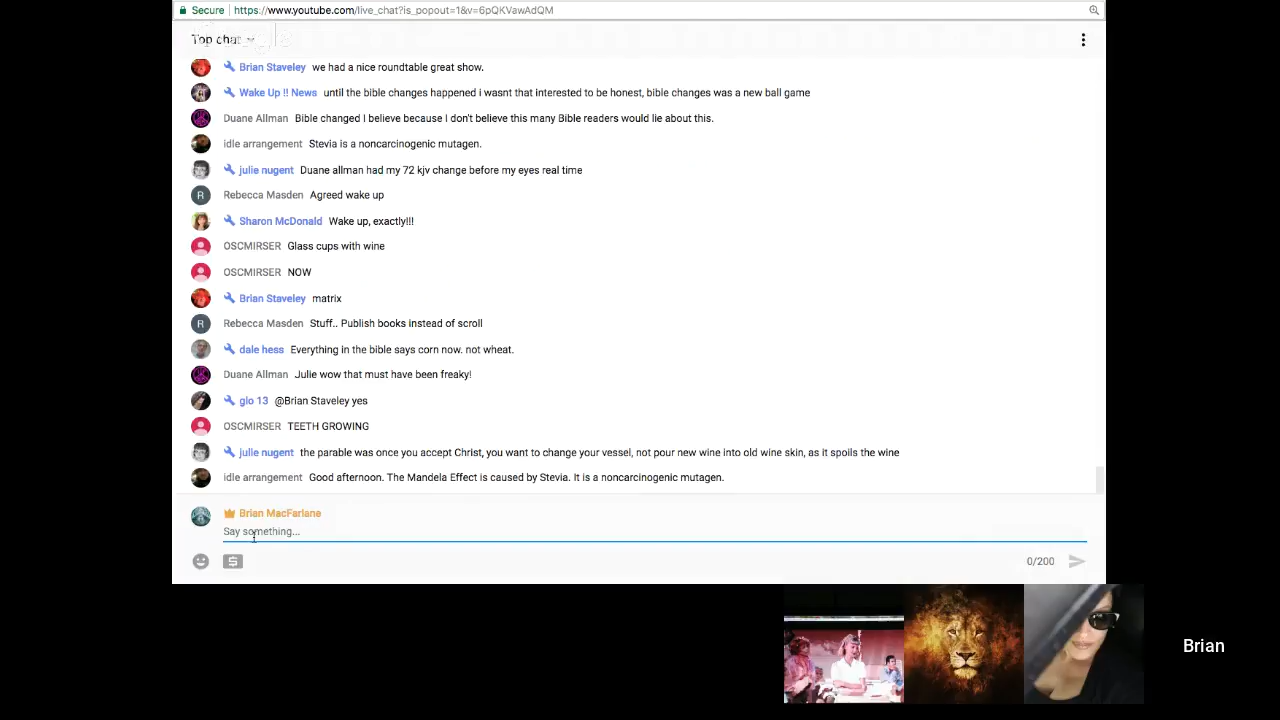 Secure https://www.youtube.com/live_chat?is_popout=1&v=6pQKVawAdQM
Top chat
Brian Staveley we had a nice roundtable great show.
Wake Up !! News until the bible changes happened i wasnt that interested to be honest, bible changes was a new ball game
Duane Allman Bible changed I believe because I don't believe this many Bible readers would lie about this.
idle arrangement Stevia is a noncarcinogenic mutagen.
julie nugent Duane allman had my 72 kjv change before my eyes real time
R Rebecca Masden Agreed wake up
Sharon McDonald Wake up, exactly!!!
OSCMIRSER Glass cups with wine
OSCMIRSER NOW
Brian Staveley matrix
R Rebecca Masden Stuff.. Publish books instead of scroll
dale hess Everything in the bible says corn now. not wheat.
Duane Allman Julie wow that must have been freaky!
glo 13 @Brian Staveley yes
OSCMIRSER TEETH GROWING
julie nugent the parable was once you accept Christ, you want to change your vessel, not pour new wine into old wine skin, as it spoils the wine
idle arrangement Good afternoon. The Mandela Effect is caused by Stevia. It is a noncarcinogenic mutagen.
Brian MacFarlane
Say something...
0/200
Brian